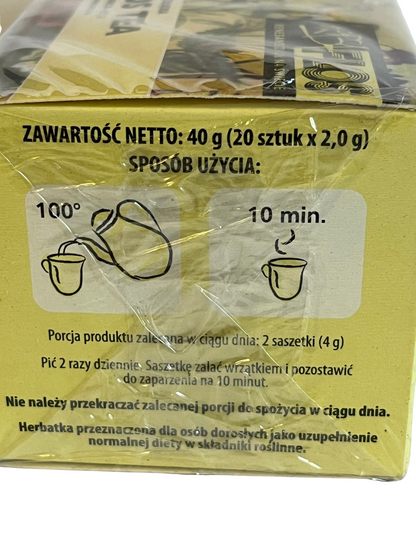 TEA
ZAWARTOŚĆ NETTO: 40 g (20 sztuk x 2,0 g)
SPOSÓB UŻYCIA:
100°
10 min.
Porcja produktu zalecana w ciągu dnia: 2 saszetki (4 g)
Pić 2 razy dziennie. Saszetkę zalać wrzątkiem i pozostawić
do zaparzenia na 10 minut.
Nie należy przekraczać zalecanej porcji do spożycia w ciągu dnia.
Herbatka przeznaczona dla osób dorosłych jako uzupełnienie
normalnej diety w składniki roślinne.